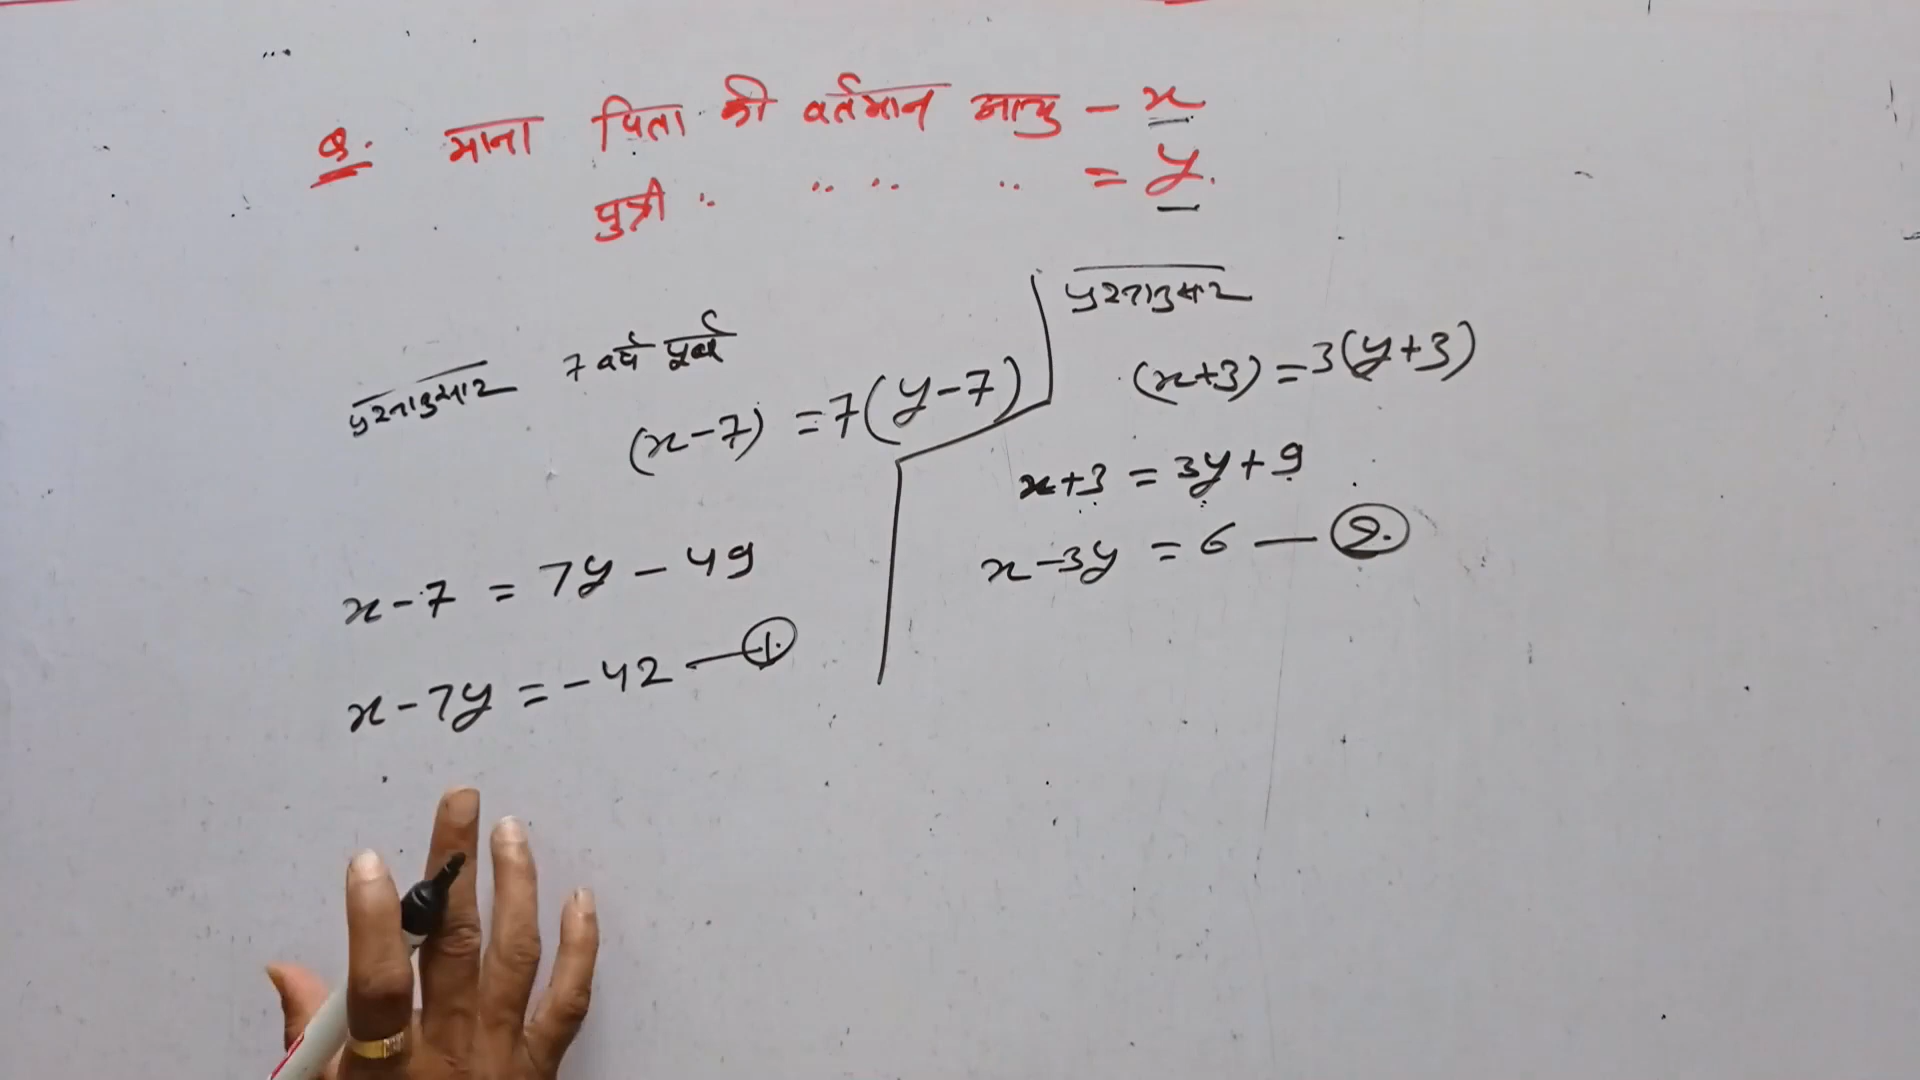 Q. माना पिता की वर्तमान आयु - x
पुत्री " " " " = y.
प्रश्नानुसार 7 वर्ष पूर्व
(x-7) = 7(y-7)
x-7 = 7y - 49
x-7y = -42 — ①
प्रश्नानुसार
(x+3) = 3(y+3)
x+3 = 3y+9
x-3y = 6 — ②